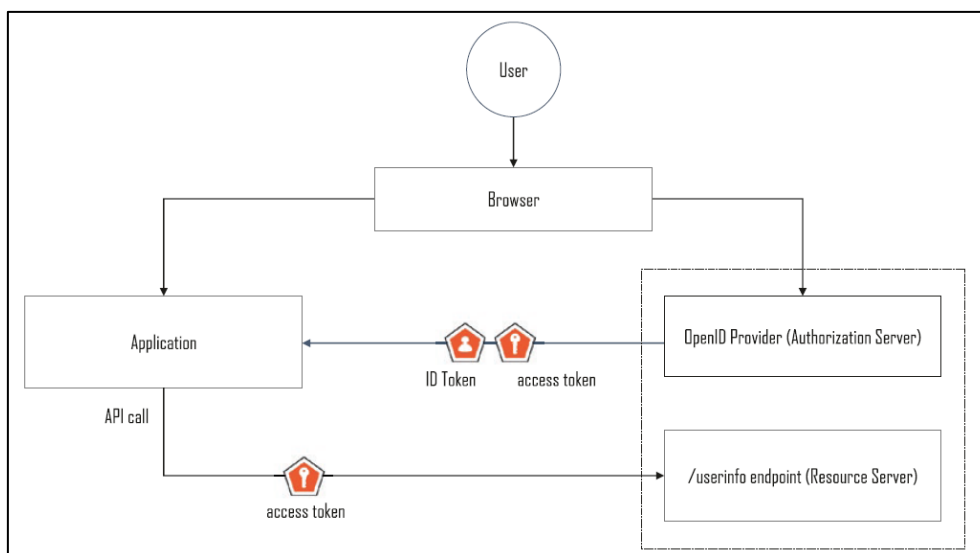 User
Browser
Application
OpenID Provider (Authorization Server)
ID Token
access token
API call
/userinfo endpoint (Resource Server)
access token